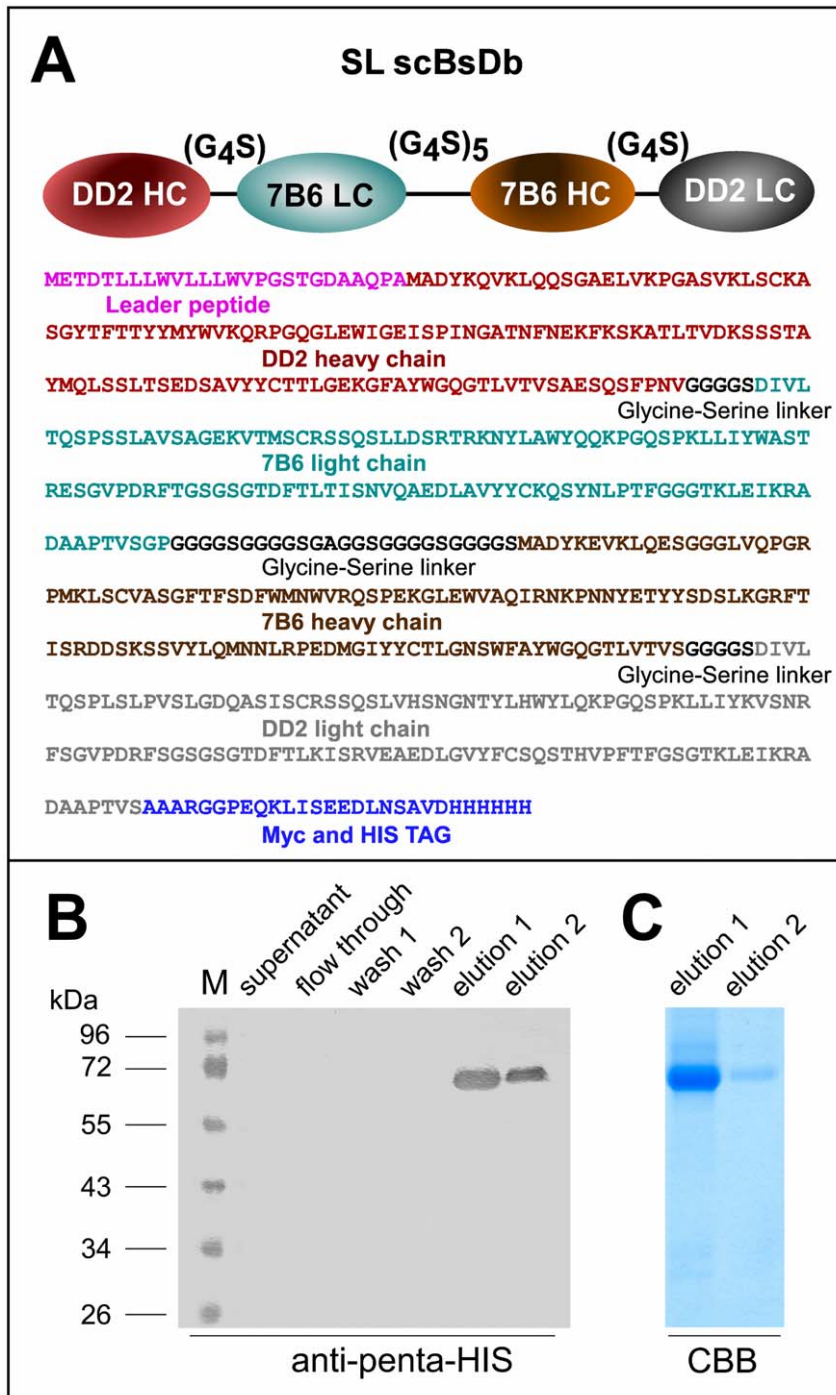 A
SL scBsDb
(G4S) (G4S)5 (G4S)
DD2 HC 7B6 LC 7B6 HC DD2 LC
METDTLLLWVLLLWVPGSTGDAAQPAMADYKQVKLQQSGAELVKPGASVKLSCKA
Leader peptide
SGYTFTTYYMYWVKQRPGQGLEWIGEISPINGATNFNEKFKSKATLTVDKSSSTA
DD2 heavy chain
YMQLSSLTSEDSAVYYCTTLGEKGFAYWGQGTLVTVSAESQSFPNVGGGGSDIVL
Glycine-Serine linker
TQSPSSLAVSAGEKVTMSCRSSQSLLDSRTRKNYLAWYQQKPGQSPKLLIYWAST
7B6 light chain
RESGVPDRFTGSGSGTDFTLTISNVQAEDLAVYYCKQSYNLPTFGGGTKLEIKRA
DAAPTVSGPGGGGSGGGGSGAGGSGGGGSGGGGSMADYKEVKLQESGGGLVQPGR
Glycine-Serine linker
PMKLSCVASGFTFSDFWMNWVRQSPEKGLEWVAQIRNKPNNYETYYSDSLKGRFT
7B6 heavy chain
ISRDDSKSSVYLQMNNLRPEDMGIYYCTLGNSWFAYWGQGTLVTVSGGGGSDIVL
Glycine-Serine linker
TQSPLSLPVSLGDQASISCRSSQSLVHSNGNTYLHWYLQKPGQSPKLLIYKVSNR
DD2 light chain
FSGVPDRFSGSGSGTDFTLKISRVEAEDLGVYFCSQSTHVPFTFGSGTKLEIKRA
DAAPTVSAAARGGPEQKLISEEDLNSAVDHHHHHH
Myc and HIS TAG
B
kDa
M supernatant flow through wash 1 wash 2 elution 1 elution 2
96
72
55
43
34
26
anti-penta-HIS
C
elution 1 elution 2
CBB